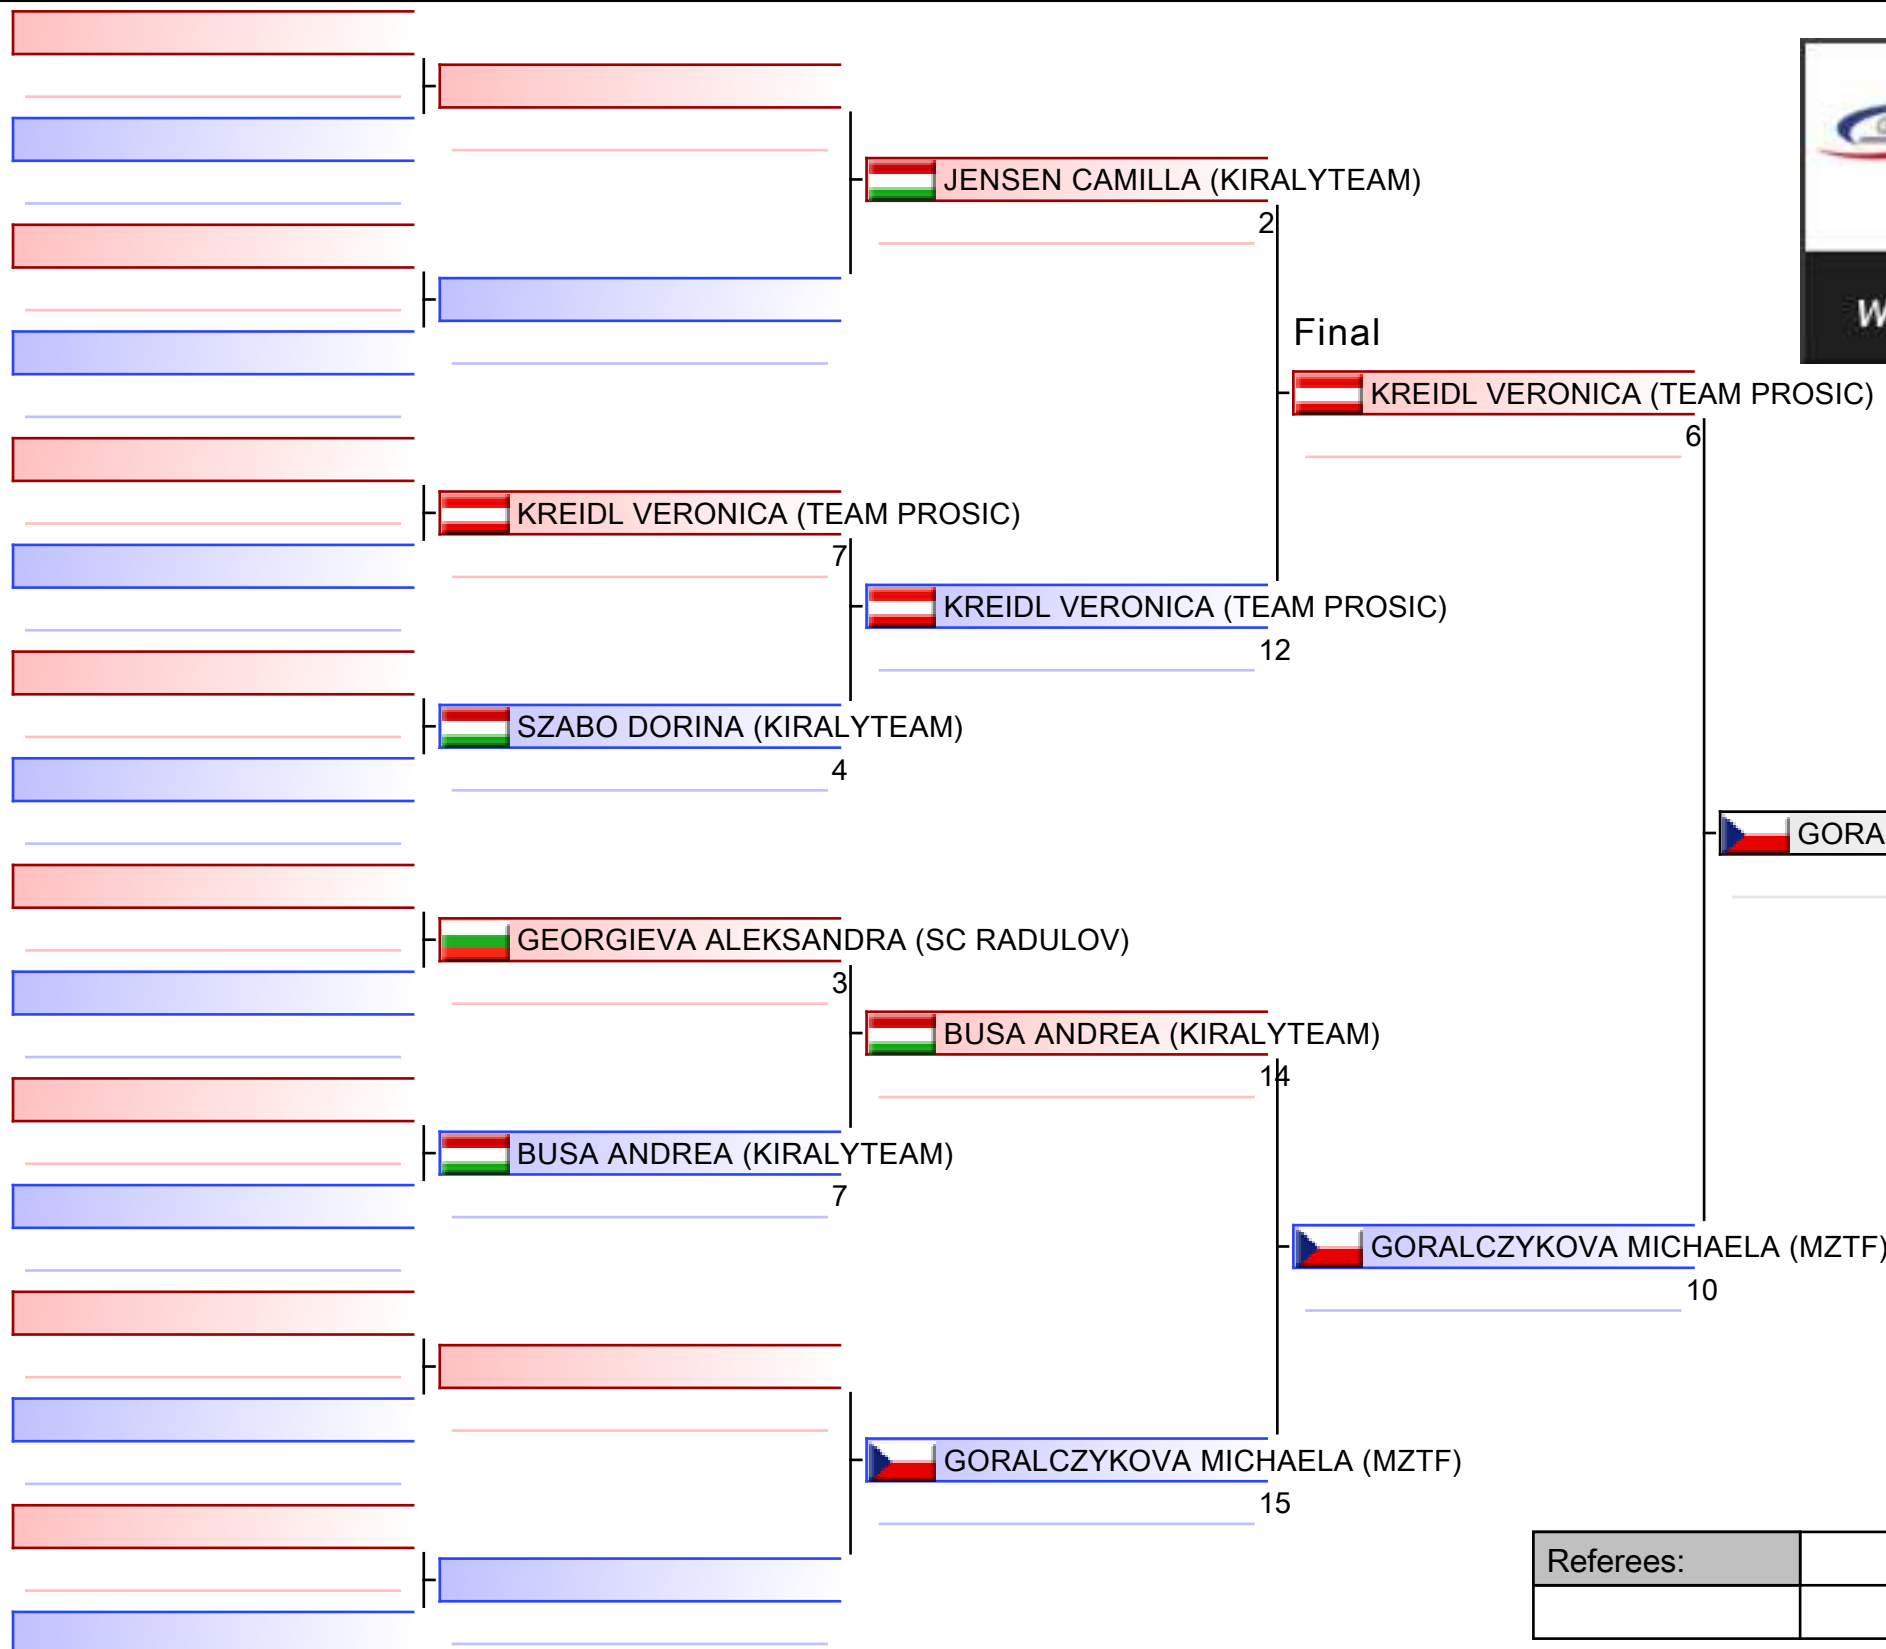 JENSEN CAMILLA (KIRALYTEAM)
2
Final
KREIDL VERONICA (TEAM PROSIC)
6
KREIDL VERONICA (TEAM PROSIC)
7
KREIDL VERONICA (TEAM PROSIC)
12
SZABO DORINA (KIRALYTEAM)
4
GORA
GEORGIEVA ALEKSANDRA (SC RADULOV)
3
BUSA ANDREA (KIRALYTEAM)
14
BUSA ANDREA (KIRALYTEAM)
7
GORALCZYKOVA MICHAELA (MZTF)
10
GORALCZYKOVA MICHAELA (MZTF)
15
Referees: